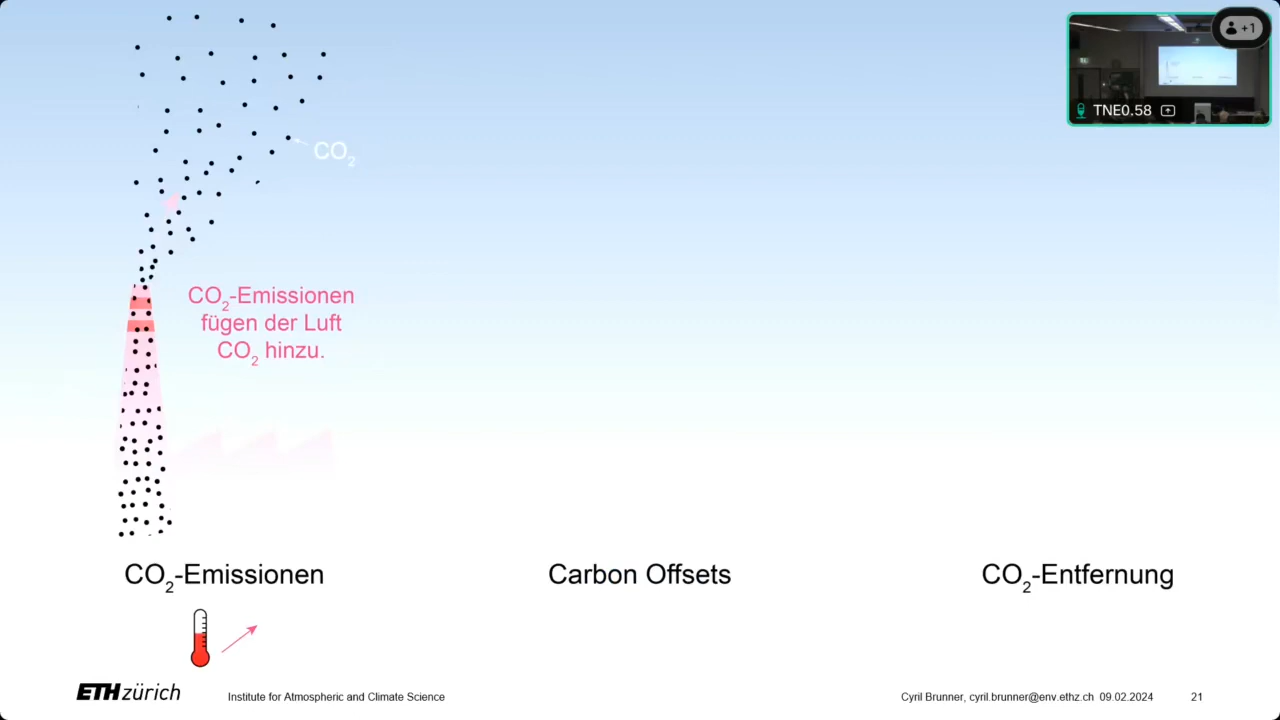 +1
TNE0.58
CO₂
CO₂-Emissionen
fügen der Luft
CO₂ hinzu.
CO₂-Emissionen
Carbon Offsets
CO₂-Entfernung
ETH zürich
Institute for Atmospheric and Climate Science
Cyril Brunner, cyril.brunner@env.ethz.ch 09.02.2024
21